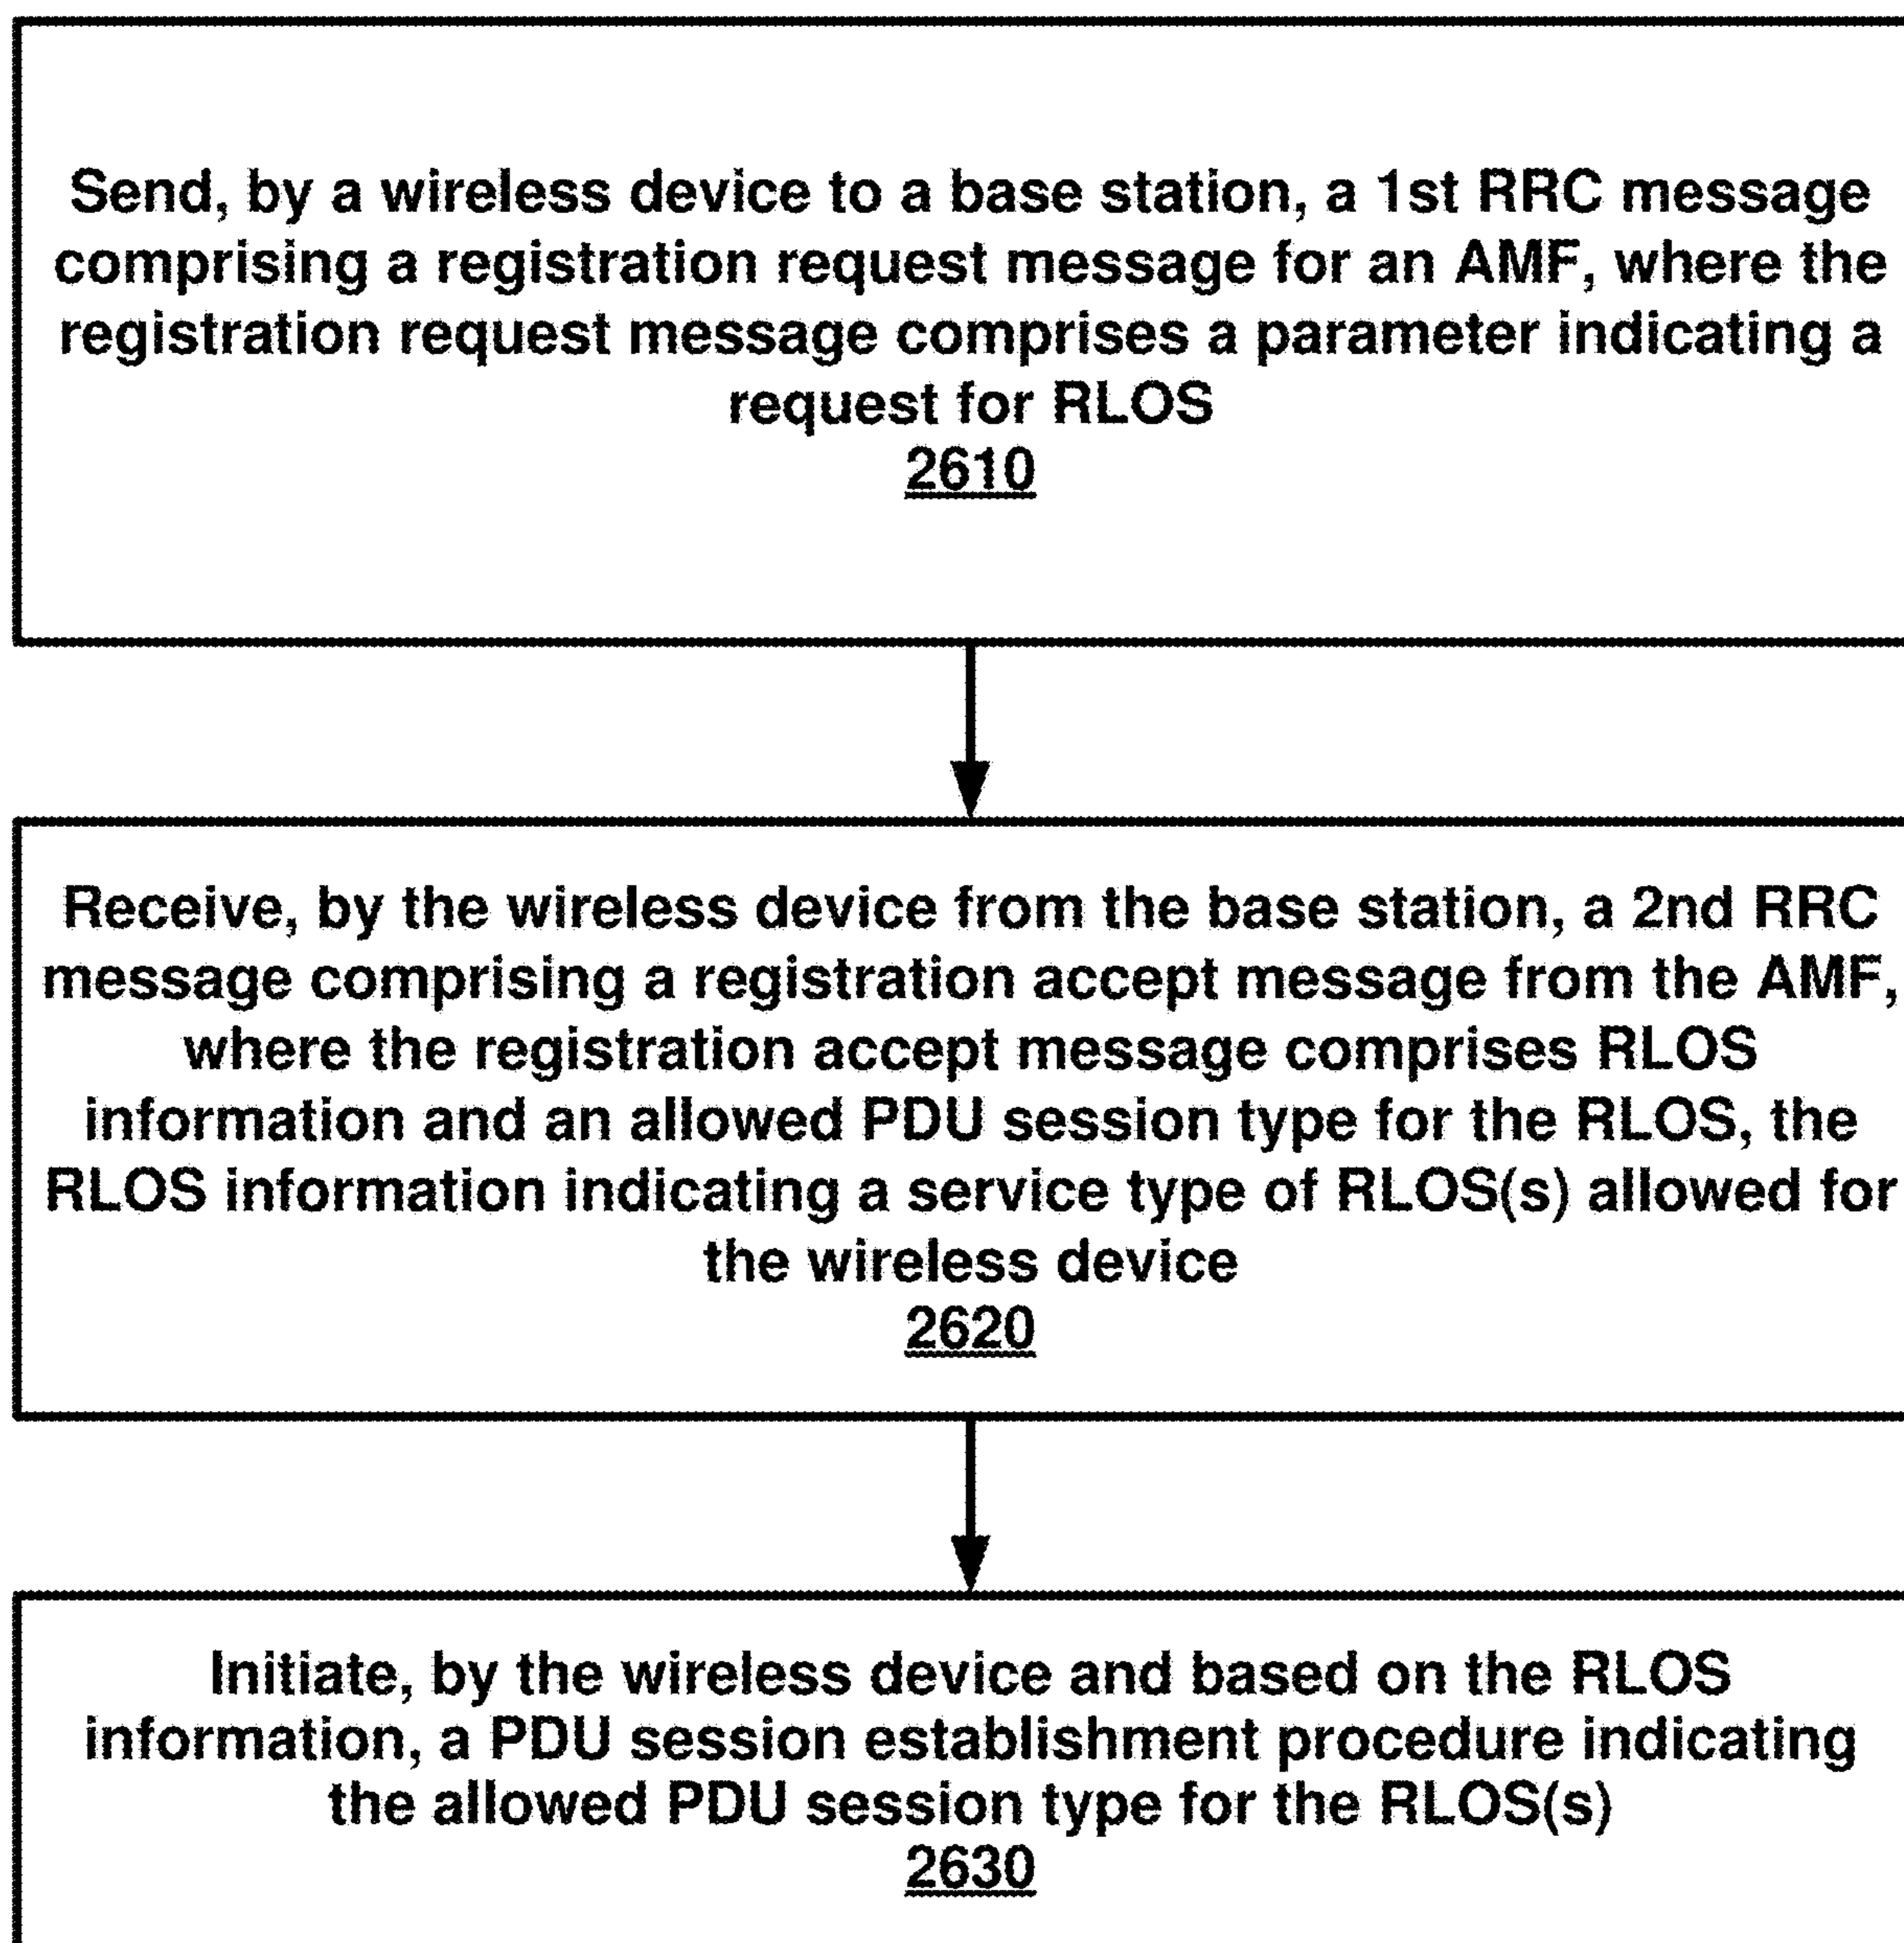 Send, by a wireless device to a base station, a 1st RRC message
comprising a registration request message for an AMF, where the
registration request message comprises a parameter indicating a
request for RLOS
2610
Receive, by the wireless device from the base station, a 2nd RRC
message comprising a registration accept message from the AMF,
where the registration accept message comprises RLOS
information and an allowed PDU session type for the RLOS, the
RLOS information indicating a service type of RLOS(s) allowed for
the wireless device
2620
Initiate, by the wireless device and based on the RLOS
information, a PDU session establishment procedure indicating
the allowed PDU session type for the RLOS(s)
2630